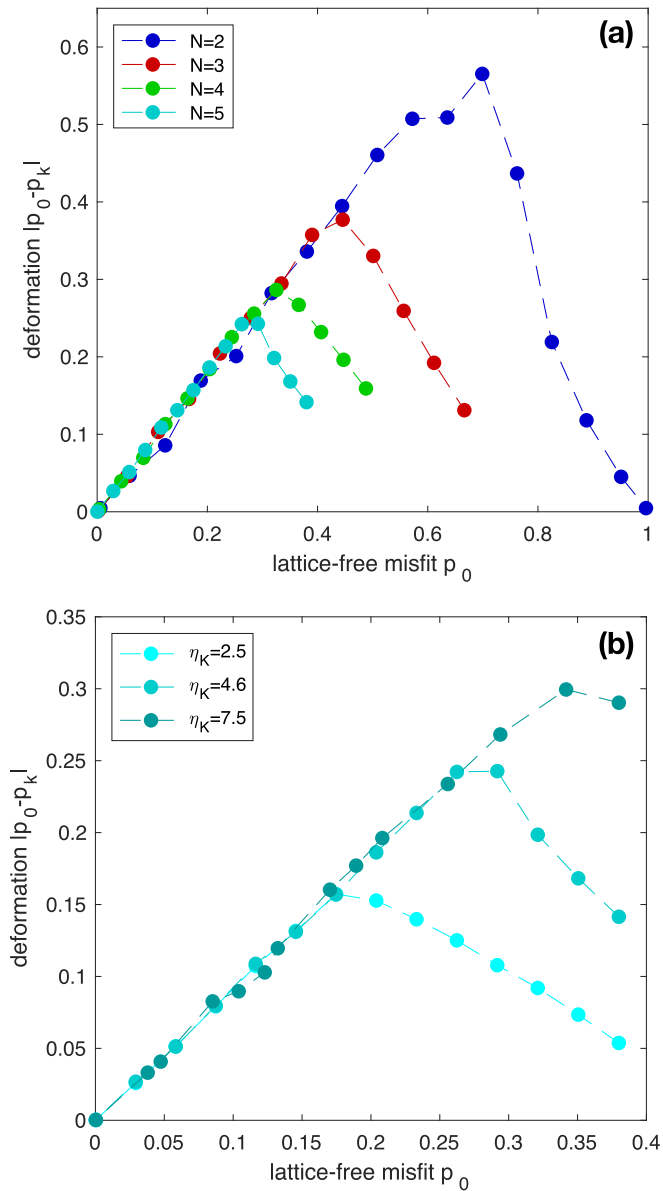 (a)
N=2
N=3
N=4
N=5
0.6
0.5
0.4
0.3
0.2
0.1
0
0 0.2 0.4 0.6 0.8 1
deformation |p0-pk|
lattice-free misfit p0
(b)
ηK=2.5
ηK=4.6
ηK=7.5
0.35
0.3
0.25
0.2
0.15
0.1
0.05
0
0 0.05 0.1 0.15 0.2 0.25 0.3 0.35 0.4
deformation |p0-pk|
lattice-free misfit p0